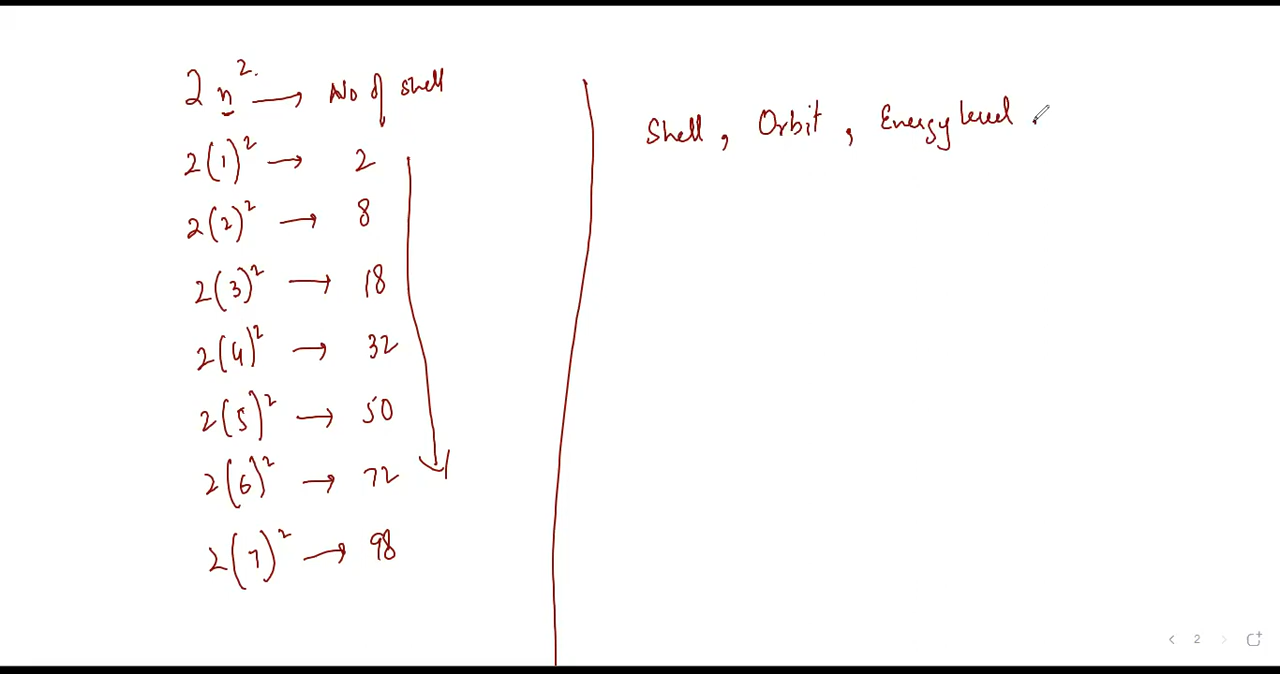 2n². → No of shell
2(1)² → 2
2(2)² → 8
2(3)² → 18
2(4)² → 32
2(5)² → 50
2(6)² → 72
2(7)² → 98
Shell, Orbit, Energy level
2